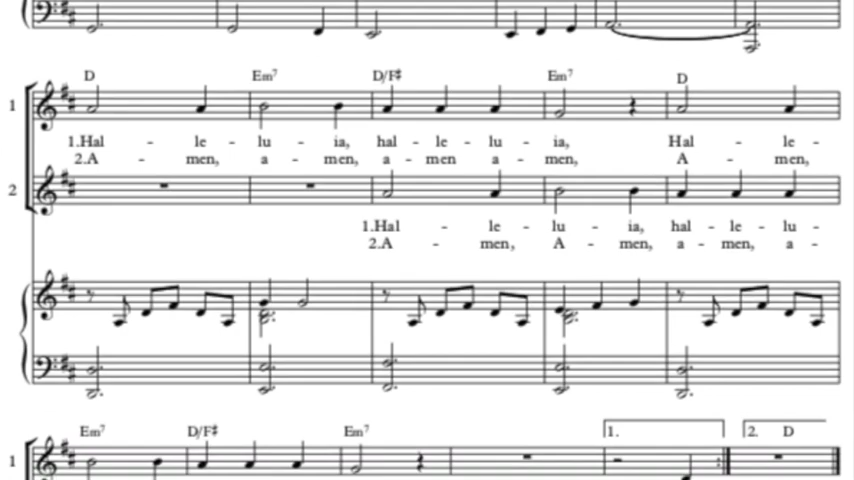 D Em7 D/F♯ Em7 D
1
1.Hal - le - lu - ia, hal - le - lu - ia, Hal - le -
2.A - men, a - men, a - men a - men, A - men,
2
1.Hal - le - lu - ia, hal - le - lu -
2.A - men, A - men, a - men, a -
Em7 D/F♯ Em7 1. 2. D
1